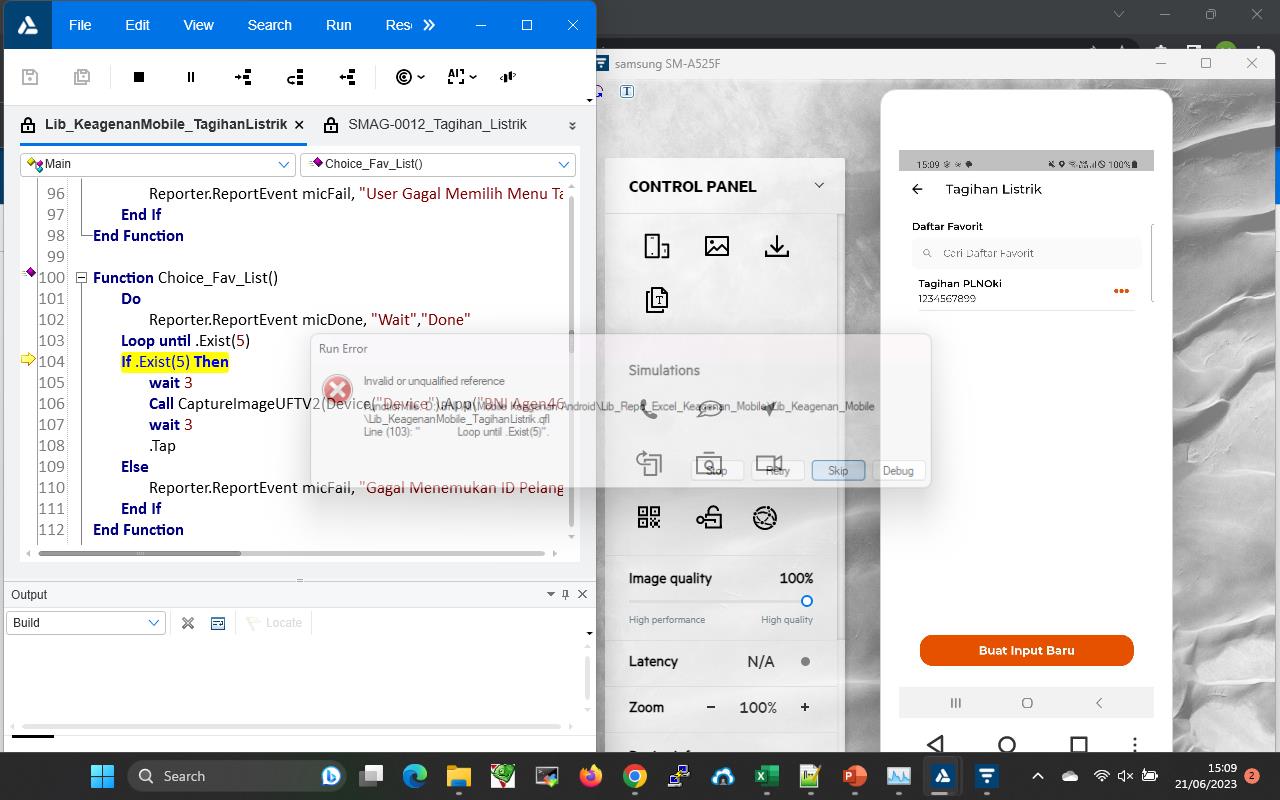 File Edit View Search Run Res
samsung SM-A525F
Lib_KeagenanMobile_TagihanListrik
SMAG-0012_Tagihan_Listrik
Main
Choice_Fav_List()
96 Reporter.ReportEvent micFail, "User Gagal Memilih Menu Ta
97 End If
98 End Function
99
100 Function Choice_Fav_List()
101 Do
102 Reporter.ReportEvent micDone, "Wait","Done"
103 Loop until .Exist(5)
104 If .Exist(5) Then
105 wait 3
106 Call CaptureImageUFTV2(Device("Device").App("BNI Agen46
107 wait 3
108 .Tap
109 Else
110 Reporter.ReportEvent micFail, "Gagal Menemukan ID Pelang
111 End If
112 End Function
Run Error
Invalid or unqualified reference
\Lib_KeagenanMobile_TagihanListrik.qfl
Line (103): " Loop until .Exist(5)".
Stop Retry Skip Debug
Output
Build
Locate
CONTROL PANEL
Simulations
Image quality 100%
High performance High quality
Latency N/A
Zoom − 100% +
15:09 100%
Tagihan Listrik
Daftar Favorit
Cari Daftar Favorit
Tagihan PLNOki
1234567899
Buat Input Baru
Search
15:09
21/06/2023
2